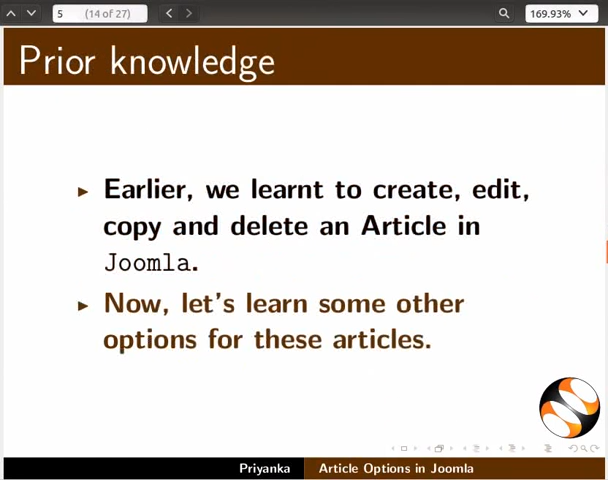 5 (14 of 27) 169.93%
Prior knowledge
Earlier, we learnt to create, edit,
copy and delete an Article in
Joomla.
Now, let's learn some other
options for these articles.
Priyanka Article Options in Joomla